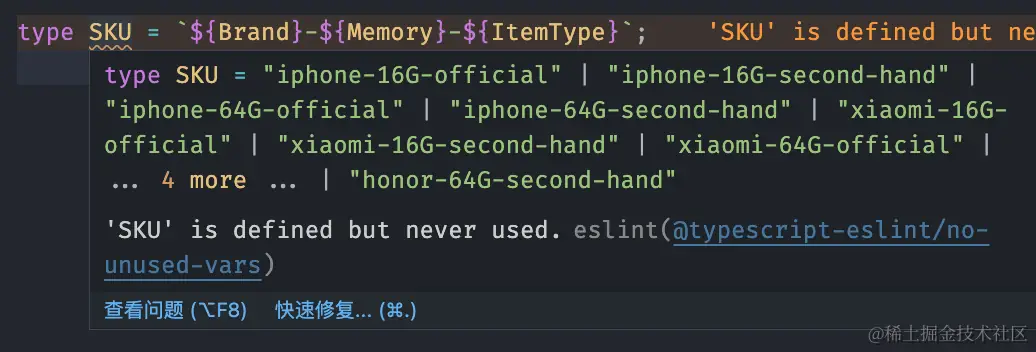 type SKU = `${Brand}-${Memory}-${ItemType}`; 'SKU' is defined but ne
type SKU = "iphone-16G-official" | "iphone-16G-second-hand" |
"iphone-64G-official" | "iphone-64G-second-hand" | "xiaomi-16G-
official" | "xiaomi-16G-second-hand" | "xiaomi-64G-official" |
... 4 more ... | "honor-64G-second-hand"
'SKU' is defined but never used. eslint(@typescript-eslint/no-
unused-vars)
查看问题 (⌥F8) 快速修复... (⌘.)
@稀土掘金技术社区